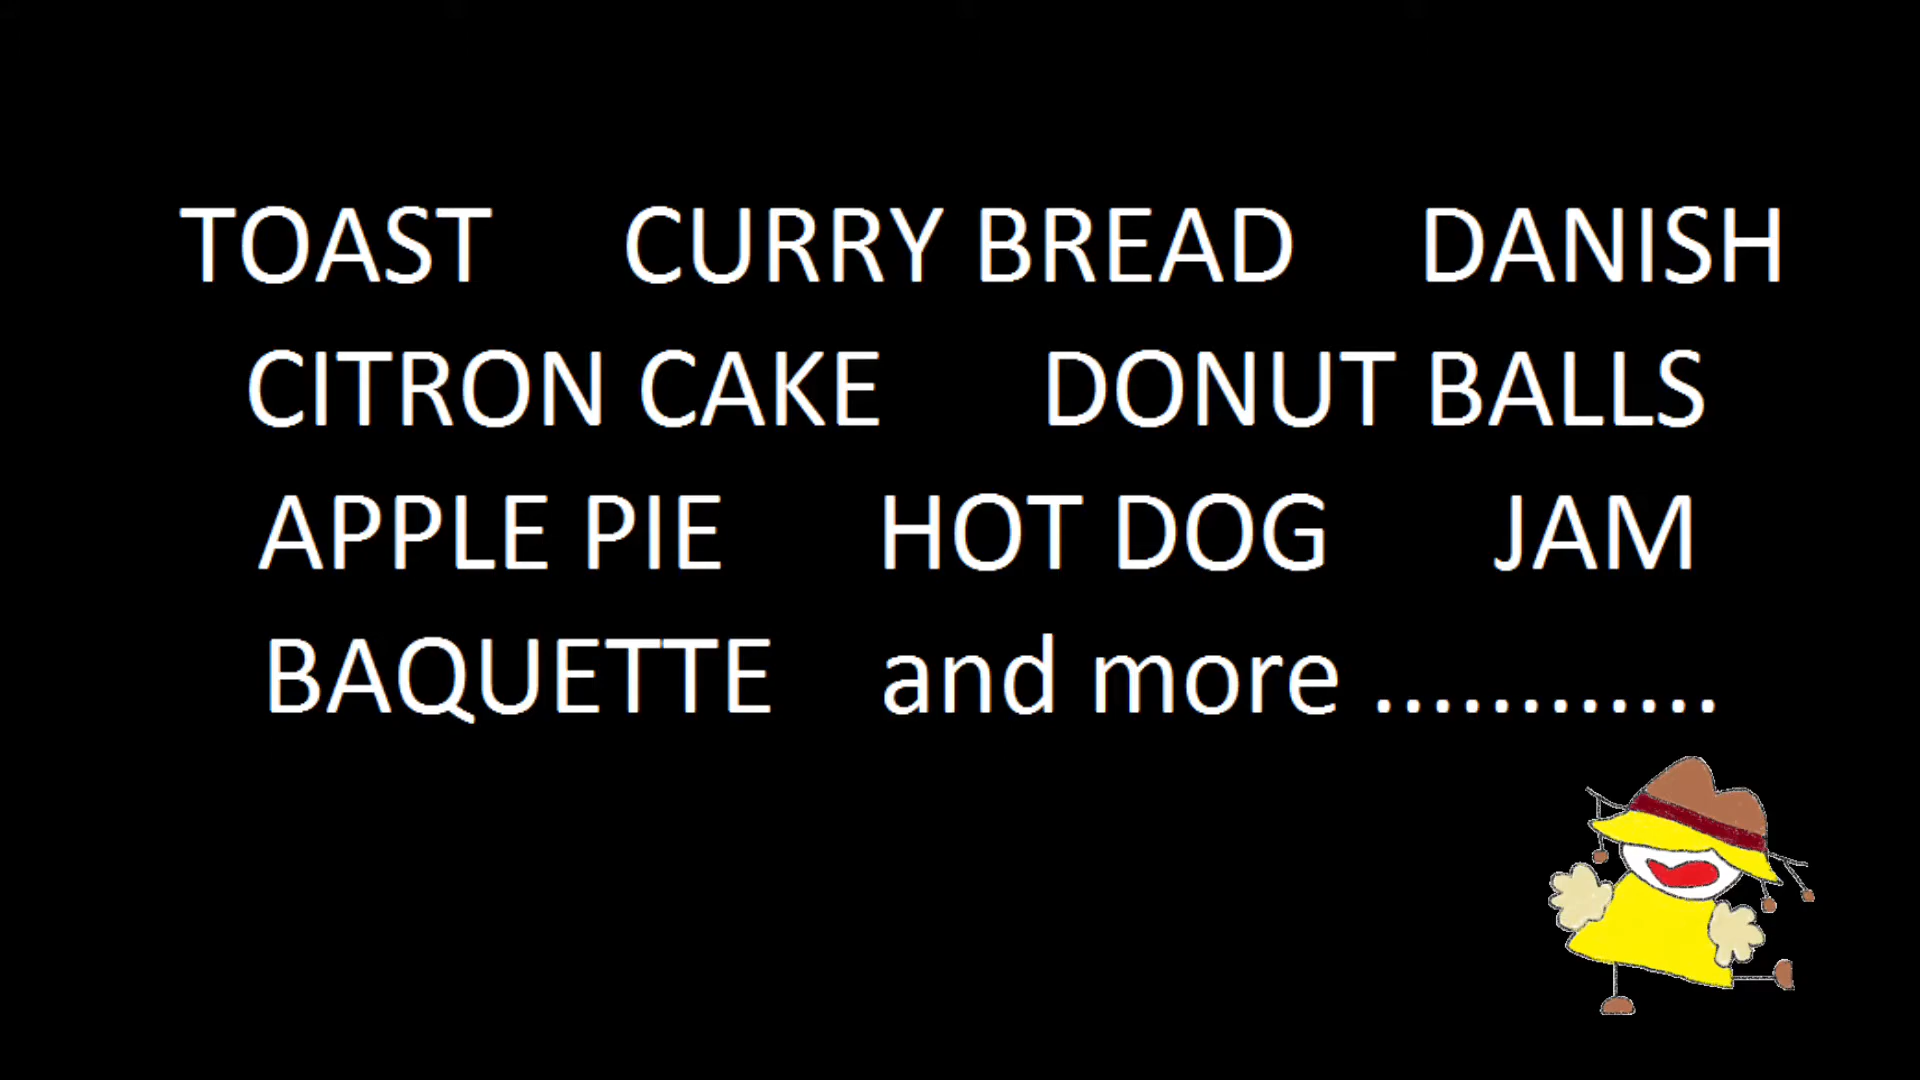 TOAST CURRY BREAD DANISH
CITRON CAKE DONUT BALLS
APPLE PIE HOT DOG JAM
BAQUETTE and more ............